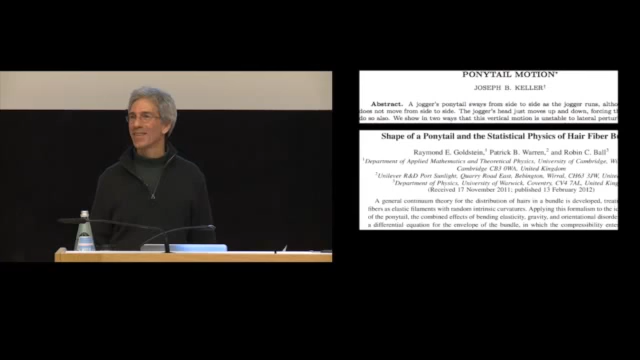 PONYTAIL MOTION*
JOSEPH B. KELLER†
Abstract. A jogger's ponytail sways from side to side as the jogger runs, although
does not move from side to side. The jogger's head just moves up and down, forcing th
do so also. We show in two ways that this vertical motion is unstable to lateral pertur
Shape of a Ponytail and the Statistical Physics of Hair Fiber B
Raymond E. Goldstein,¹ Patrick B. Warren,² and Robin C. Ball³
¹Department of Applied Mathematics and Theoretical Physics, University of Cambridge, Wi
Cambridge CB3 0WA, United Kingdom
²Unilever R&D Port Sunlight, Quarry Road East, Bebington, Wirral, CH63 3JW, Unite
³Department of Physics, University of Warwick, Coventry, CV4 7AL, United King
(Received 17 November 2011; published 13 February 2012)
A general continuum theory for the distribution of hairs in a bundle is developed, treat
fibers as elastic filaments with random intrinsic curvatures. Applying this formalism to the i
of the ponytail, the combined effects of bending elasticity, gravity, and orientational disorde
a differential equation for the envelope of the bundle, in which the compressibility ente